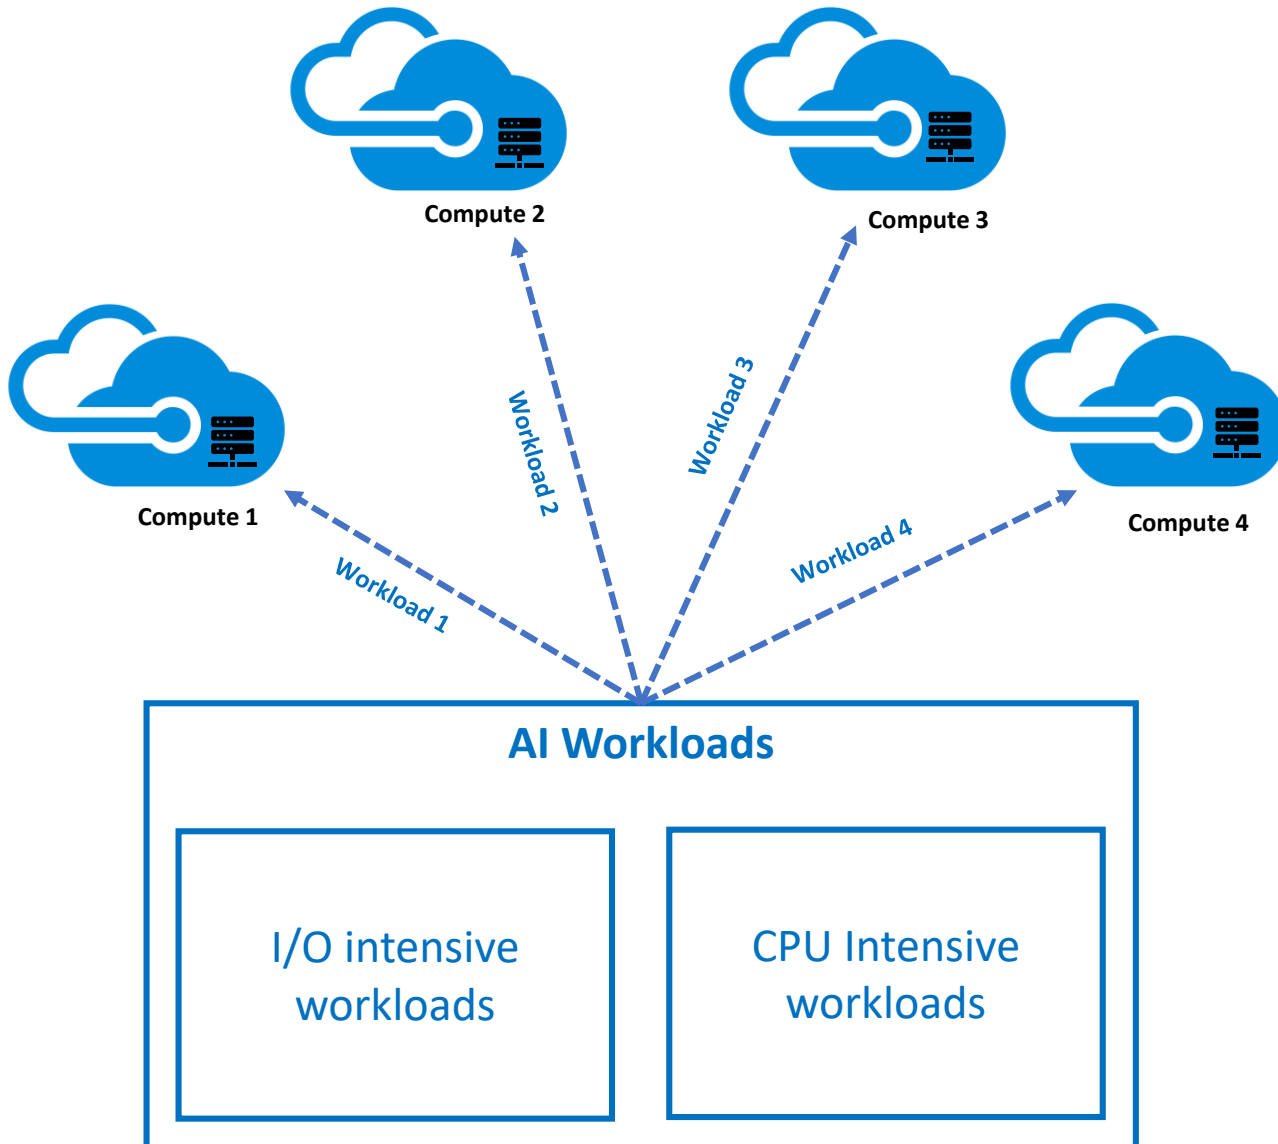 Compute 2
Compute 3
Compute 1
Compute 4
Workload 1
Workload 2
Workload 3
Workload 4
AI Workloads
I/O intensive
workloads
CPU Intensive
workloads